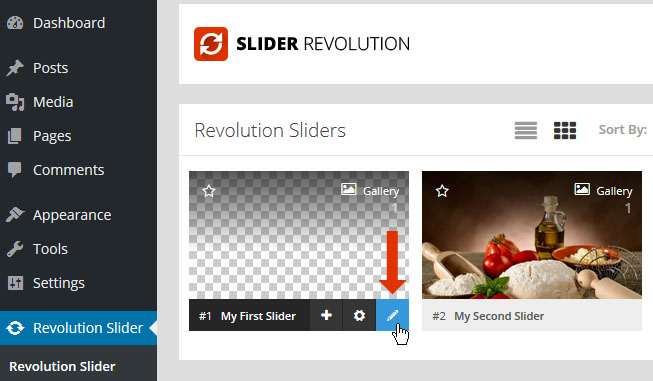 Dashboard
Posts
Media
Pages
Comments
Appearance
Tools
Settings
Revolution Slider
Revolution Slider
SLIDER REVOLUTION
Revolution Sliders
Sort By:
Gallery
1
#1 My First Slider
Gallery
1
#2 My Second Slider